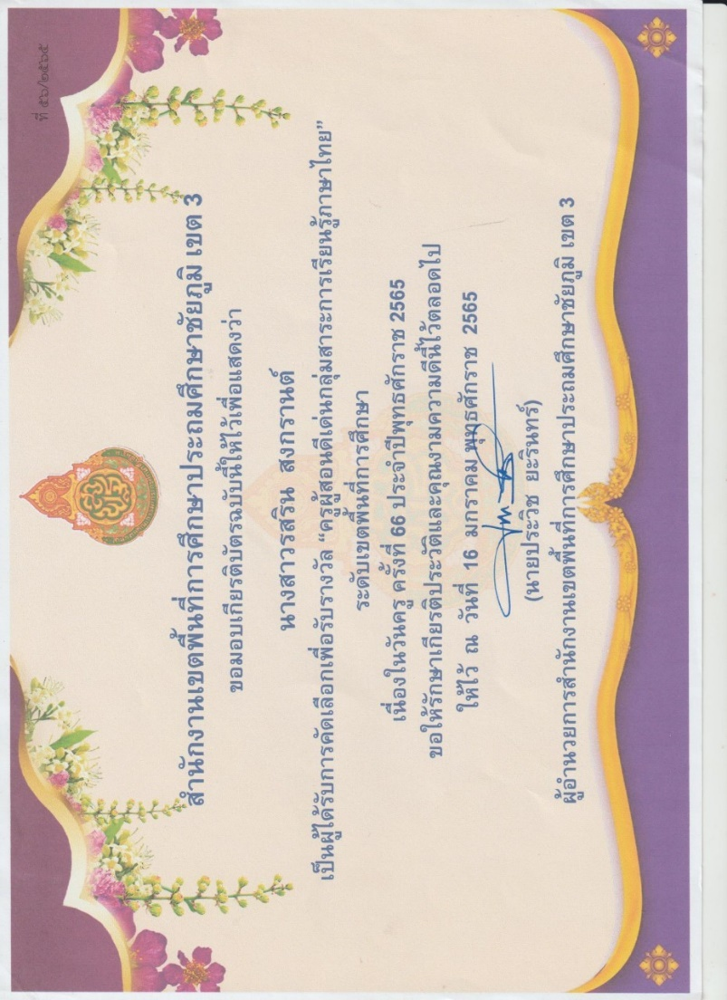 ที่ ๕๖/๒๕๖๕
สำนักงานเขตพื้นที่การศึกษาประถมศึกษาชัยภูมิ เขต 3
ขอมอบเกียรติบัตรฉบับนี้ให้ไว้เพื่อแสดงว่า
นางสาวรสริน สงกรานต์
เป็นผู้ได้รับการคัดเลือกเพื่อรับรางวัล “ครูผู้สอนดีเด่นกลุ่มสาระการเรียนรู้ภาษาไทย”
ระดับเขตพื้นที่การศึกษา
เนื่องในวันครู ครั้งที่ 66 ประจำปีพุทธศักราช 2565
ขอให้รักษาเกียรติประวัติและคุณงามความดีนี้ไว้ตลอดไป
ให้ไว้ ณ วันที่ 16 มกราคม พุทธศักราช 2565
(นายประวิช ยะรินทร์)
ผู้อำนวยการสำนักงานเขตพื้นที่การศึกษาประถมศึกษาชัยภูมิ เขต 3